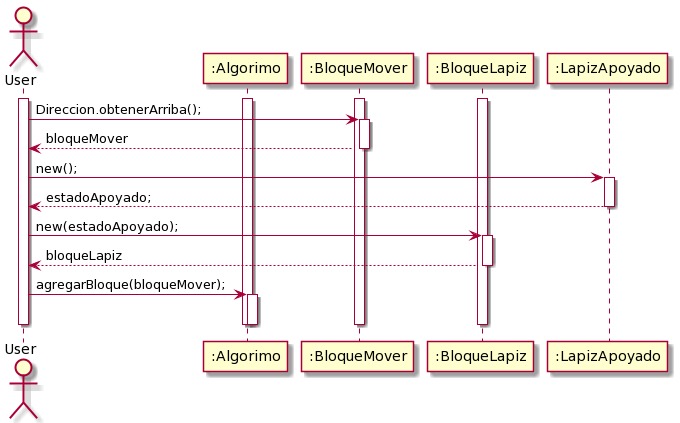 User
:Algorimo
:BloqueMover
:BloqueLapiz
:LapizApoyado
Direccion.obtenerArriba();
bloqueMover
new();
estadoApoyado;
new(estadoApoyado);
bloqueLapiz
agregarBloque(bloqueMover);
User
:Algorimo
:BloqueMover
:BloqueLapiz
:LapizApoyado